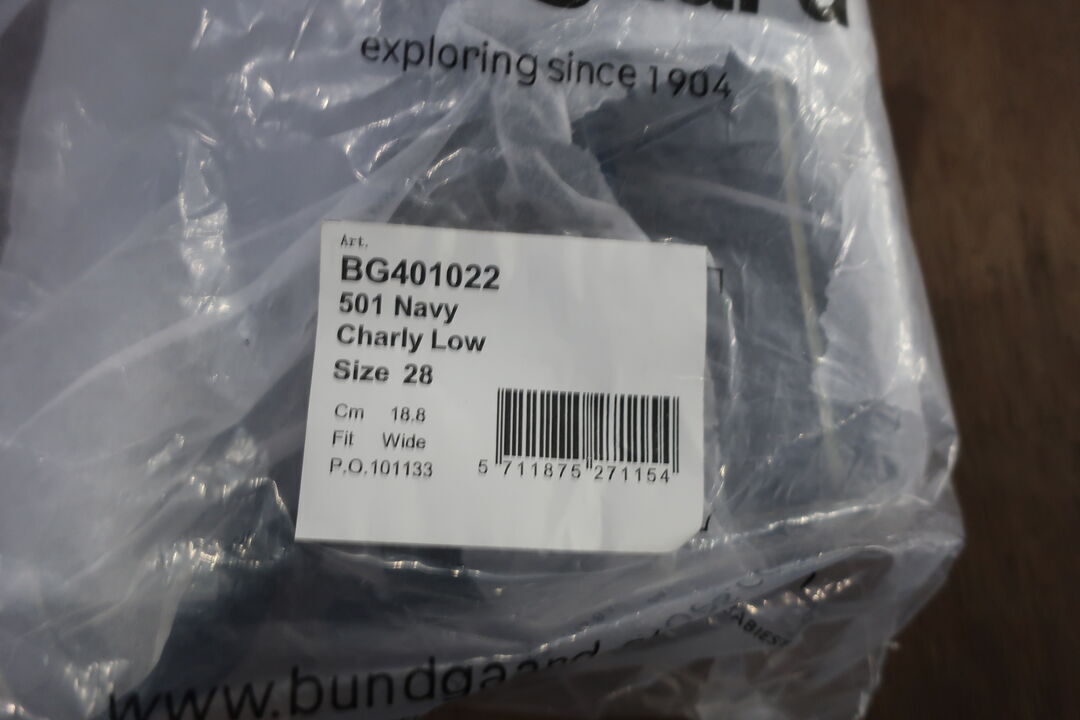 exploring since 1904
Art.
BG401022
501 Navy
Charly Low
Size 28
Cm 18.8
Fit Wide
P.O.101133
5 711875 271154
www.bundgaard